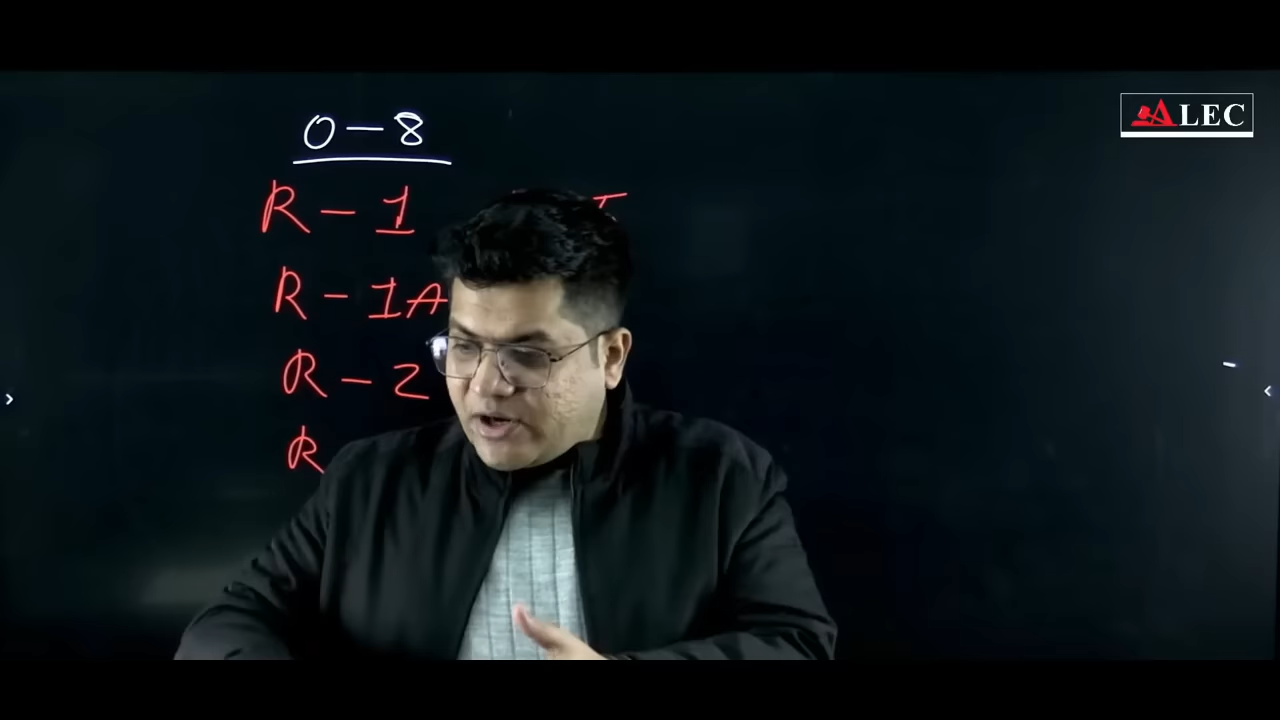 ALEC
O - 8
R - 1
R - 1A
R - 2
R